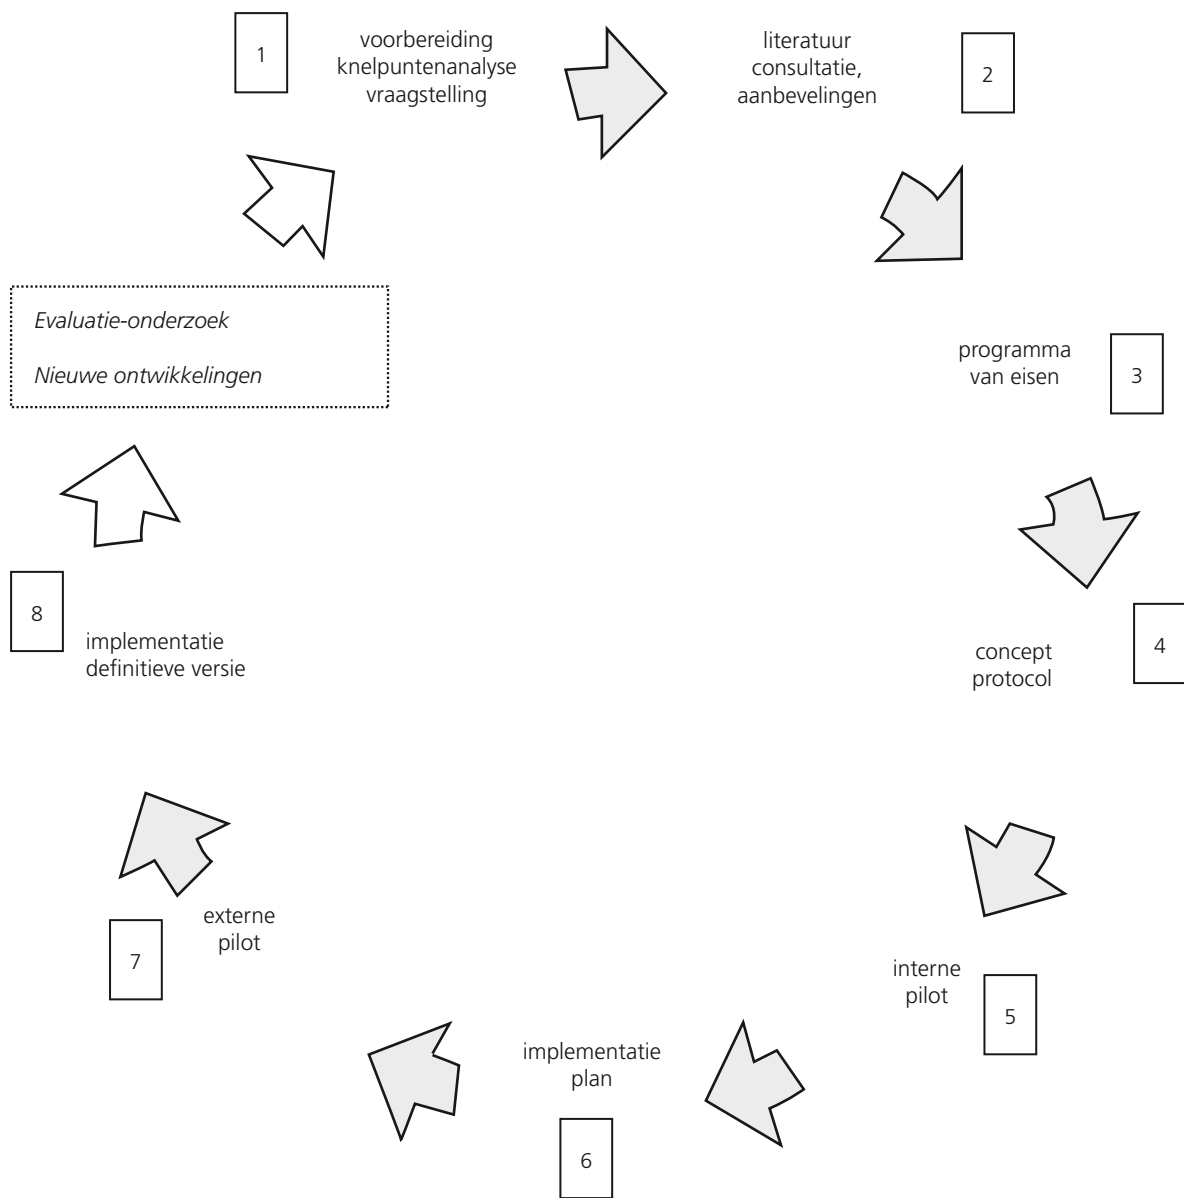 1
voorbereiding
knelpuntenanalyse
vraagstelling
literatuur
consultatie,
aanbevelingen
2
programma
van eisen
3
concept
protocol
4
interne
pilot
5
implementatie
plan
6
externe
pilot
7
8
implementatie
definitieve versie
Evaluatie-onderzoek
Nieuwe ontwikkelingen